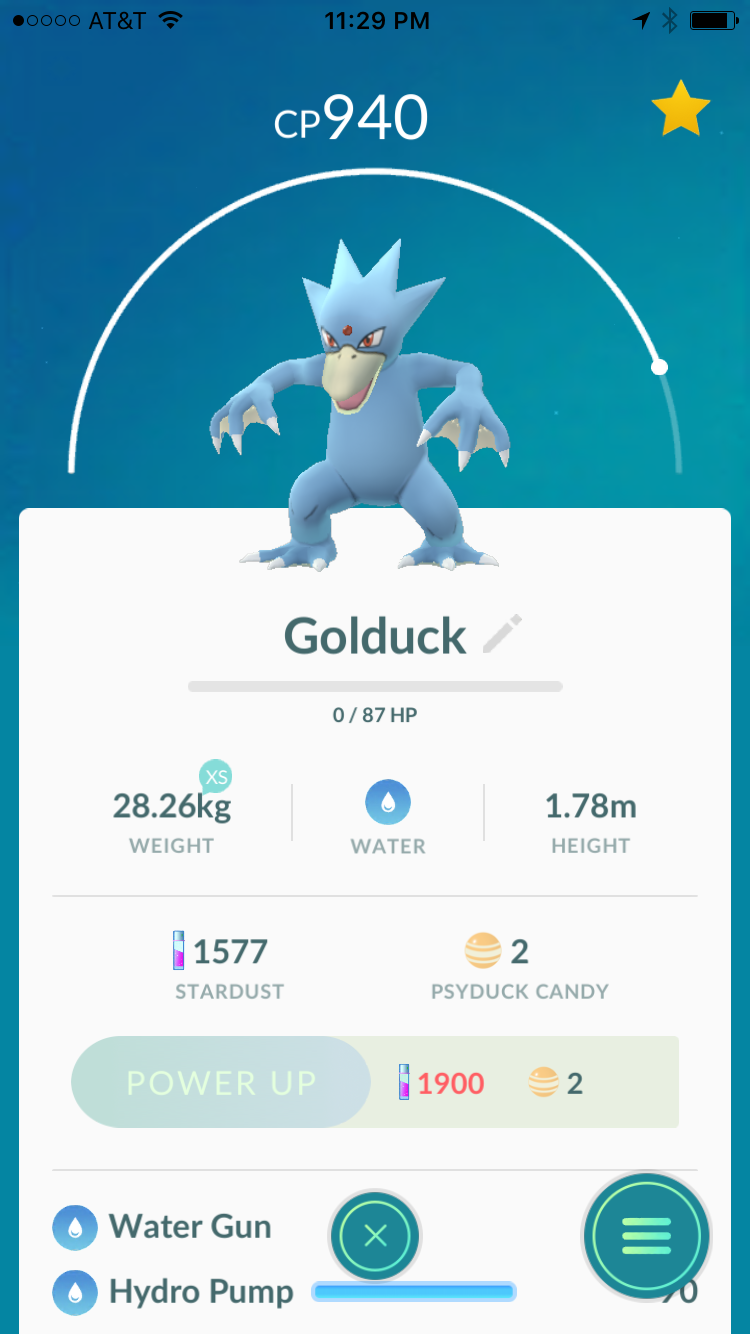 AT&T 11:29 PM
CP940
Golduck
0 / 87 HP
XS
28.26kg 1.78m
WEIGHT WATER HEIGHT
1577 2
STARDUST PSYDUCK CANDY
POWER UP 1900 2
Water Gun
Hydro Pump 90